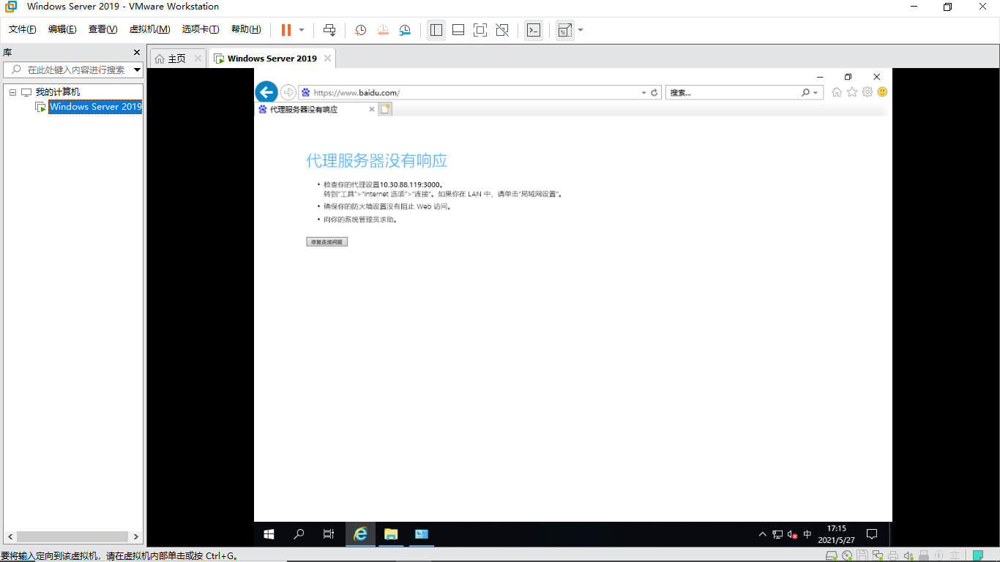 Windows Server 2019 - VMware Workstation
文件(F) 编辑(E) 查看(V) 虚拟机(M) 选项卡(T) 帮助(H)
库
在此处键入内容进行搜索
我的计算机
Windows Server 2019
主页
Windows Server 2019
https://www.baidu.com/
搜索...
代理服务器没有响应
代理服务器没有响应
• 检查你的代理设置10.30.88.119:3000。
转到"工具">"Internet 选项">"连接"。如果你在 LAN 中，请单击"局域网设置"。
• 确保你的防火墙设置没有阻止 Web 访问。
• 向你的系统管理员求助。
修复连接问题
中
17:15
2021/5/27
要将输入定向到该虚拟机，请在虚拟机内部单击或按 Ctrl+G。